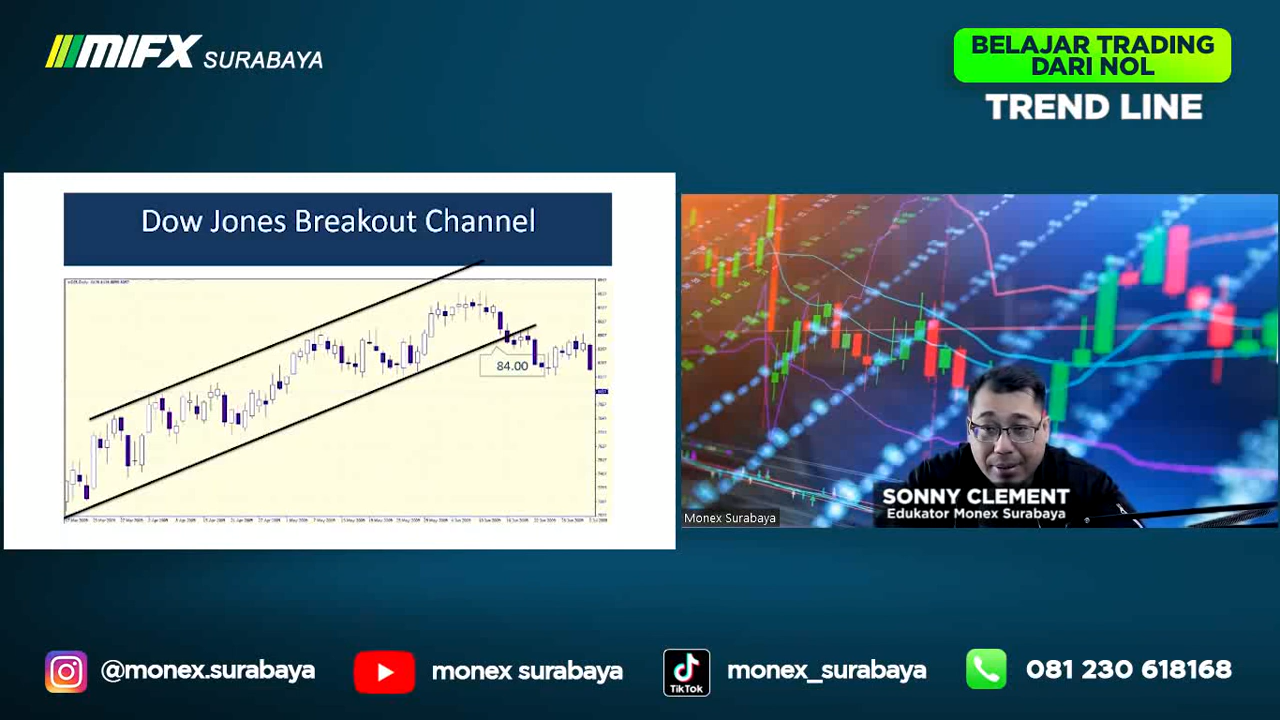 MIFX SURABAYA
BELAJAR TRADING
DARI NOL
TREND LINE
Dow Jones Breakout Channel
84.00
SONNY CLEMENT
Edukator Monex Surabaya
Monex Surabaya
@monex.surabaya
monex surabaya
TikTok
monex_surabaya
081 230 618168